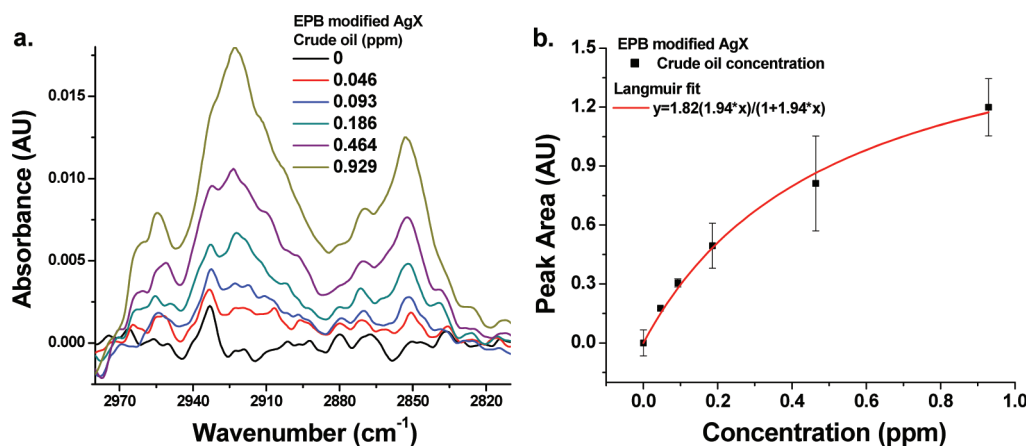 a.
EPB modified AgX
Crude oil (ppm)
0
0.046
0.093
0.186
0.464
0.929
0.015
0.010
0.005
0.000
Absorbance (AU)
2970 2940 2910 2880 2850 2820
Wavenumber (cm⁻¹)
b.
EPB modified AgX
Crude oil concentration
Langmuir fit
y=1.82(1.94*x)/(1+1.94*x)
1.5
1.2
0.9
0.6
0.3
0.0
Peak Area (AU)
0.0 0.2 0.4 0.6 0.8 1.0
Concentration (ppm)